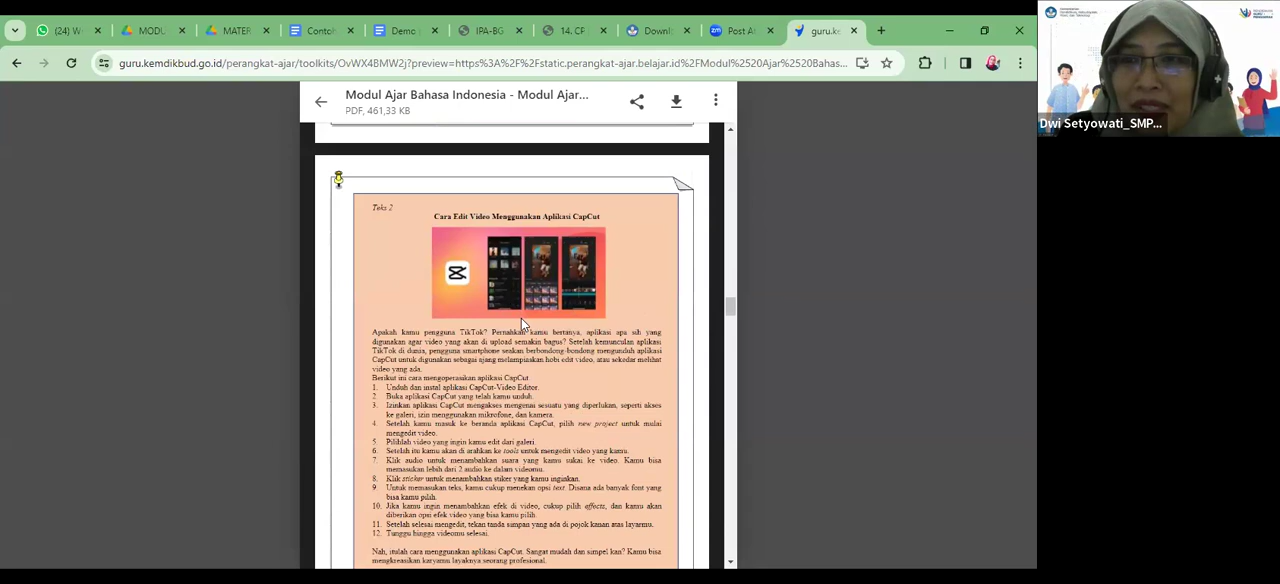 (24) W
MODU
MATER
Contoh
Demo
IPA-BG
14. CP
Downl
Post At
guru.ke
guru.kemdikbud.go.id/perangkat-ajar/toolkits/OvWX4BMW2j?preview=https%3A%2F%2Fstatic.perangkat-ajar.belajar.id%2FModul%2520Ajar%2520Bahas...
Modul Ajar Bahasa Indonesia - Modul Ajar...
PDF, 461,33 KB
Dwi Setyowati_SMP...
Teks 2
Cara Edit Video Menggunakan Aplikasi CapCut
Apakah kamu pengguna TikTok? Pernahkan kamu bertanya, aplikasi apa sih yang
digunakan agar video yang akan di upload semakin bagus? Setelah kemunculan aplikasi
TikTok di dunia, pengguna smartphone seakan berbondong-bondong mengunduh aplikasi
CapCut untuk digunakan sebagai ajang melampiaskan hobi edit video, atau sekedar melihat
video yang ada.
Berikut ini cara mengoperasikan aplikasi CapCut
1. Unduh dan instal aplikasi CapCut-Video Editor.
2. Buka aplikasi CapCut yang telah kamu unduh.
3. Izinkan aplikasi CapCut mengakses mengenai sesuatu yang diperlukan, seperti akses
ke galeri, izin menggunakan mikrofone, dan kamera.
4. Setelah kamu masuk ke beranda aplikasi CapCut, pilih new project untuk mulai
mengedit video.
5. Pilihlah video yang ingin kamu edit dari galeri.
6. Setelah itu kamu akan di arahkan ke tools untuk mengedit video yang kamu.
7. Klik audio untuk menambahkan suara yang kamu sukai ke video. Kamu bisa
memasukan lebih dari 2 audio ke dalam videomu.
8. Klik sticker untuk menambahkan stiker yang kamu inginkan.
9. Untuk memasukan teks, kamu cukup menekan opsi text. Disana ada banyak font yang
bisa kamu pilih.
10. Jika kamu ingin menambahkan efek di video, cukup pilih effects, dan kamu akan
diberikan opsi efek video yang bisa kamu pilih.
11. Setelah selesai mengedit, tekan tanda simpan yang ada di pojok kanan atas layarmu.
12. Tunggu hingga videomu selesai.
Nah, itulah cara menggunakan aplikasi CapCut. Sangat mudah dan simpel kan? Kamu bisa
mengkreasikan karyamu layaknya seorang profesional.